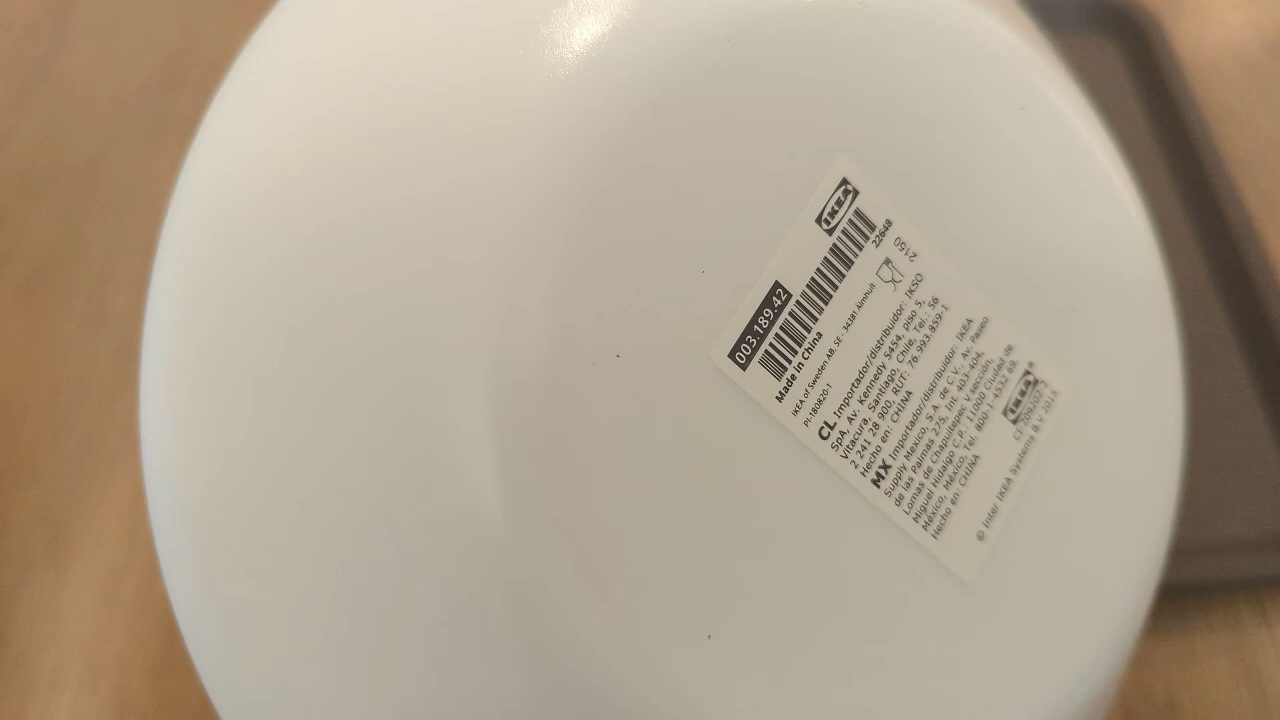 003.189.42
IKEA
22648
Made in China
2150
IKEA of Sweden AB, SE - 34381 Älmhult
PI-180820-1
CL Importador/distribuidor: IKSO
SpA, Av. Kennedy 5454, piso 5,
Vitacura, Santiago, Chile, Tel.: 56
2 241 28 900, RUT: 76.993.859-1
Hecho en: CHINA
MX Importador/distribuidor: IKEA
Supply Mexico, S.A. de C.V., Av. Paseo
de las Palmas 275, Int. 403-404,
Lomas de Chapultepec V sección,
Miguel Hidalgo C.P.: 11000 Ciudad de
México, México, Tel. 800-1-4532 69.
Hecho en: CHINA
IKEA®
© Inter IKEA Systems B.V. 2013